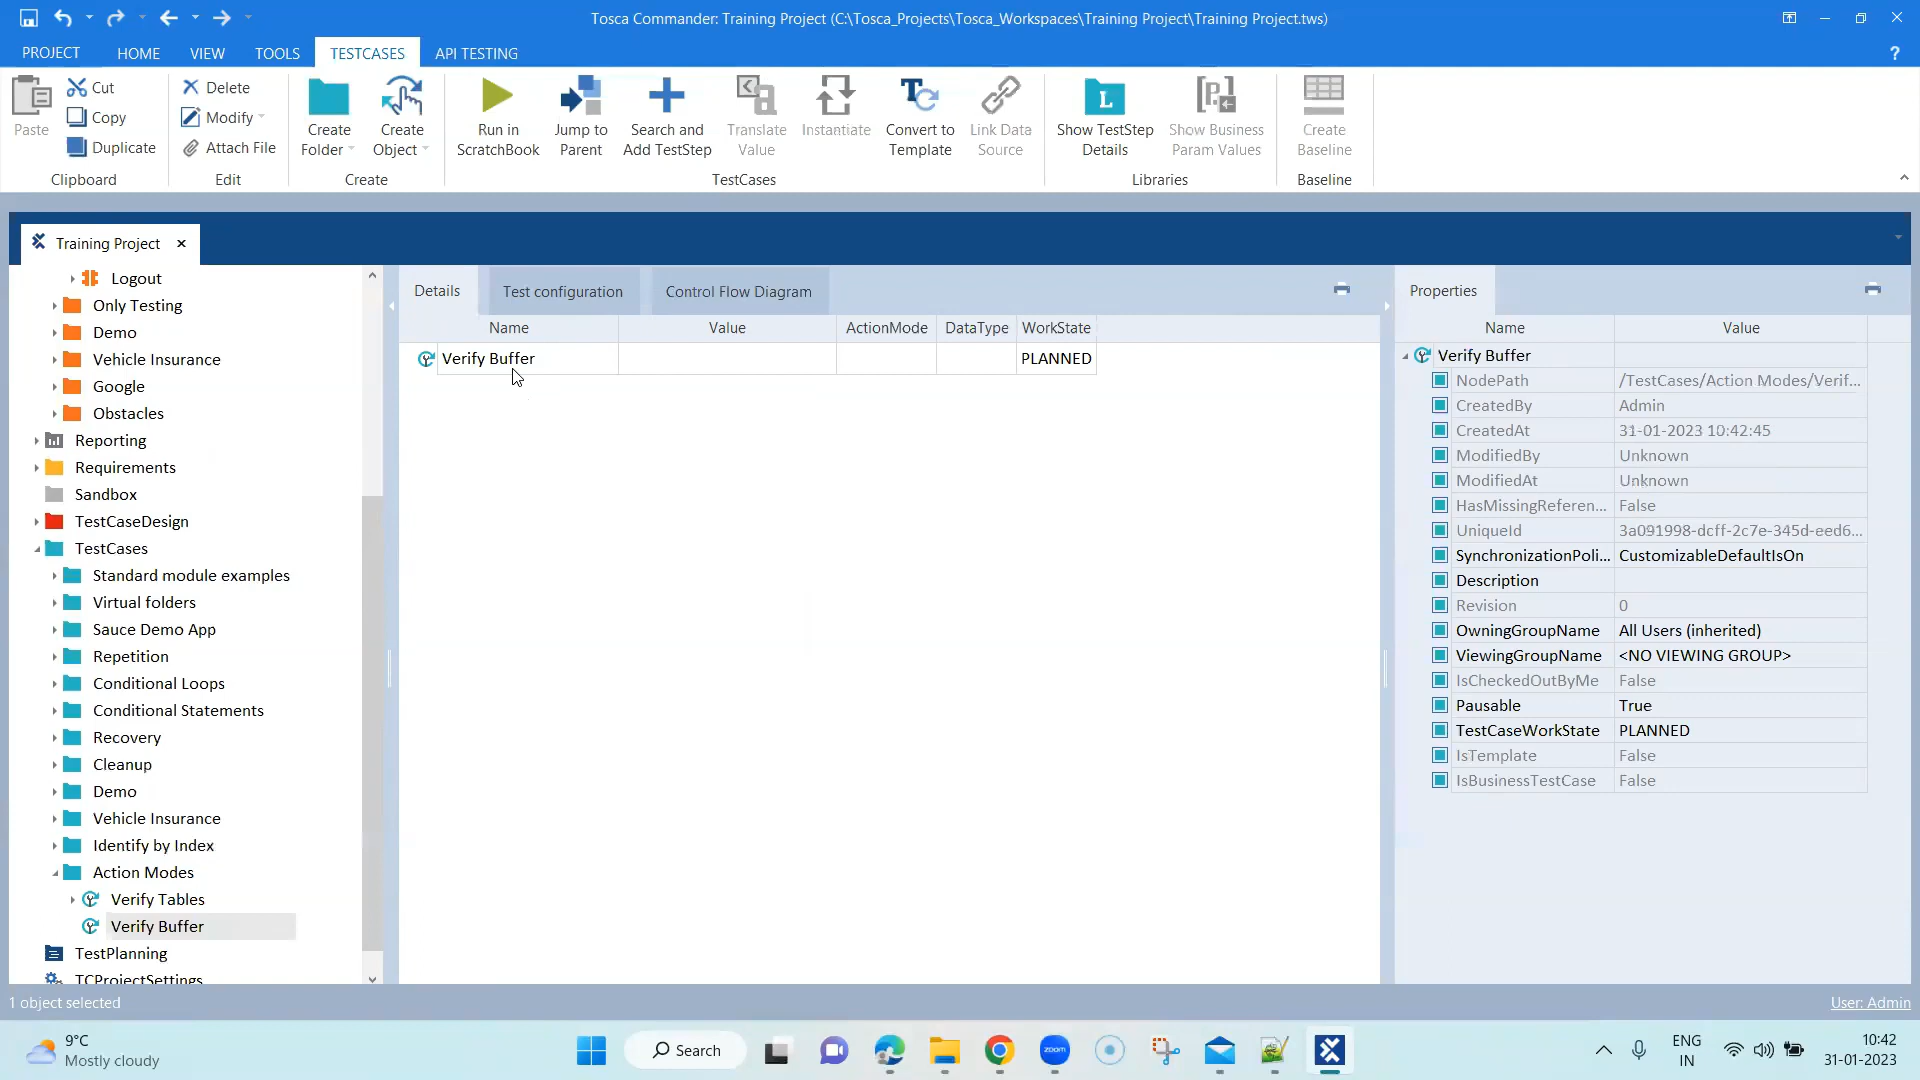 Tosca Commander: Training Project (C:\Tosca_Projects\Tosca_Workspaces\Training Project\Training Project.tws)
PROJECT HOME VIEW TOOLS TESTCASES API TESTING ?
Paste Cut Copy Duplicate
Clipboard
Delete Modify Attach File
Edit
Create Folder Create Object
Create
Run in ScratchBook Jump to Parent Search and Add TestStep Translate Value Instantiate Convert to Template Link Data Source
TestCases
Show TestStep Details Show Business Param Values
Libraries
Create Baseline
Baseline
Training Project
Logout
Only Testing
Demo
Vehicle Insurance
Google
Obstacles
Reporting
Requirements
Sandbox
TestCaseDesign
TestCases
Standard module examples
Virtual folders
Sauce Demo App
Repetition
Conditional Loops
Conditional Statements
Recovery
Cleanup
Demo
Vehicle Insurance
Identify by Index
Action Modes
Verify Tables
Verify Buffer
TestPlanning
TCProjectSettings
Details Test configuration Control Flow Diagram
Name Value ActionMode DataType WorkState
Verify Buffer PLANNED
Properties
Name Value
Verify Buffer
NodePath /TestCases/Action Modes/Verif...
CreatedBy Admin
CreatedAt 31-01-2023 10:42:45
ModifiedBy Unknown
ModifiedAt Unknown
HasMissingReferen... False
UniqueId 3a091998-dcff-2c7e-345d-eed6...
SynchronizationPoli... CustomizableDefaultIsOn
Description
Revision 0
OwningGroupName All Users (inherited)
ViewingGroupName <NO VIEWING GROUP>
IsCheckedOutByMe False
Pausable True
TestCaseWorkState PLANNED
IsTemplate False
IsBusinessTestCase False
1 object selected User: Admin
9°C
Mostly cloudy
Search
zoom
ENG
IN
10:42
31-01-2023